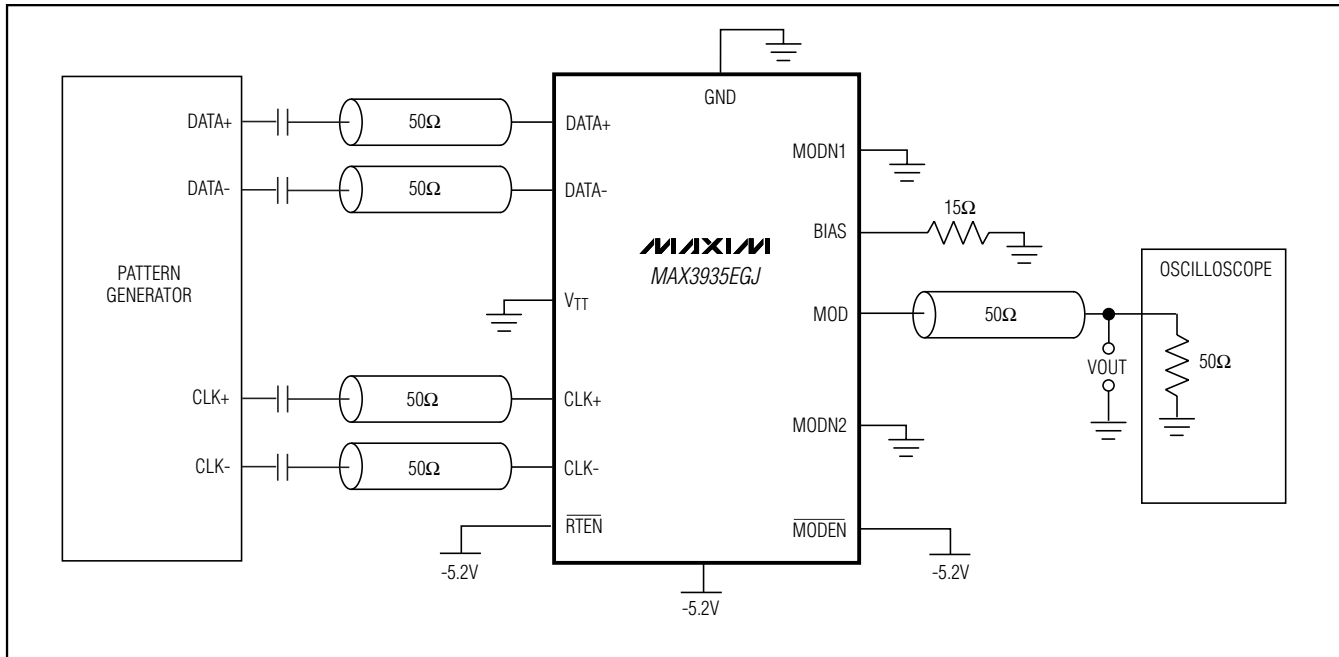 GND
DATA+
50Ω
DATA+
MODN1
DATA-
50Ω
DATA-
15Ω
BIAS
MAXIM
MAX3935EGJ
OSCILLOSCOPE
PATTERN
GENERATOR
VTT
MOD
50Ω
VOUT
50Ω
CLK+
50Ω
CLK+
MODN2
CLK-
50Ω
CLK-
RTEN
MODEN
-5.2V
-5.2V
-5.2V